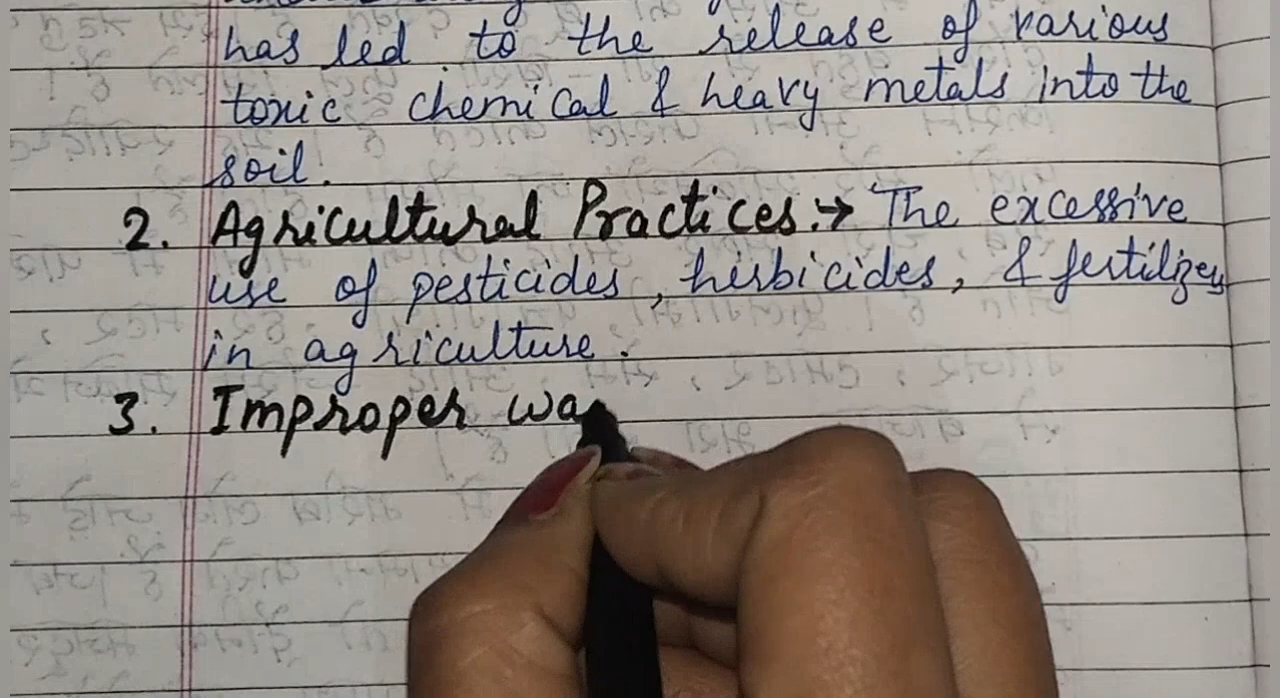 has led to the release of various
toxic chemical & heavy metals into the
soil.
2. Agricultural Practices :→ The excessive
use of pesticides, herbicides, & fertilizers
in agriculture.
3. Improper wa